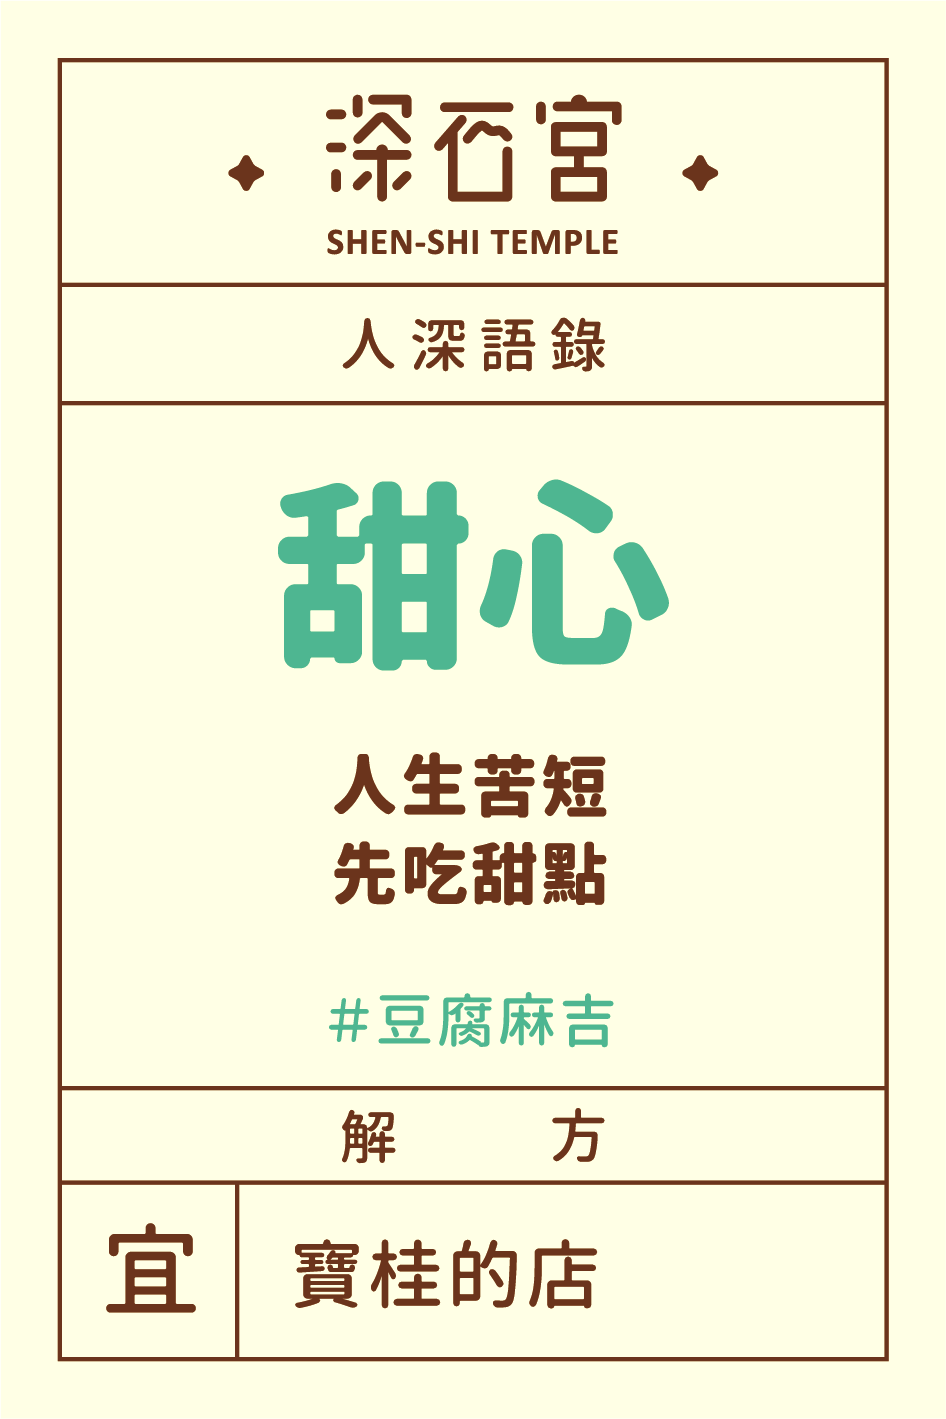 深石宮
SHEN-SHI TEMPLE
人深語錄
甜心
人生苦短
先吃甜點
#豆腐麻吉
解方
宜
寶桂的店